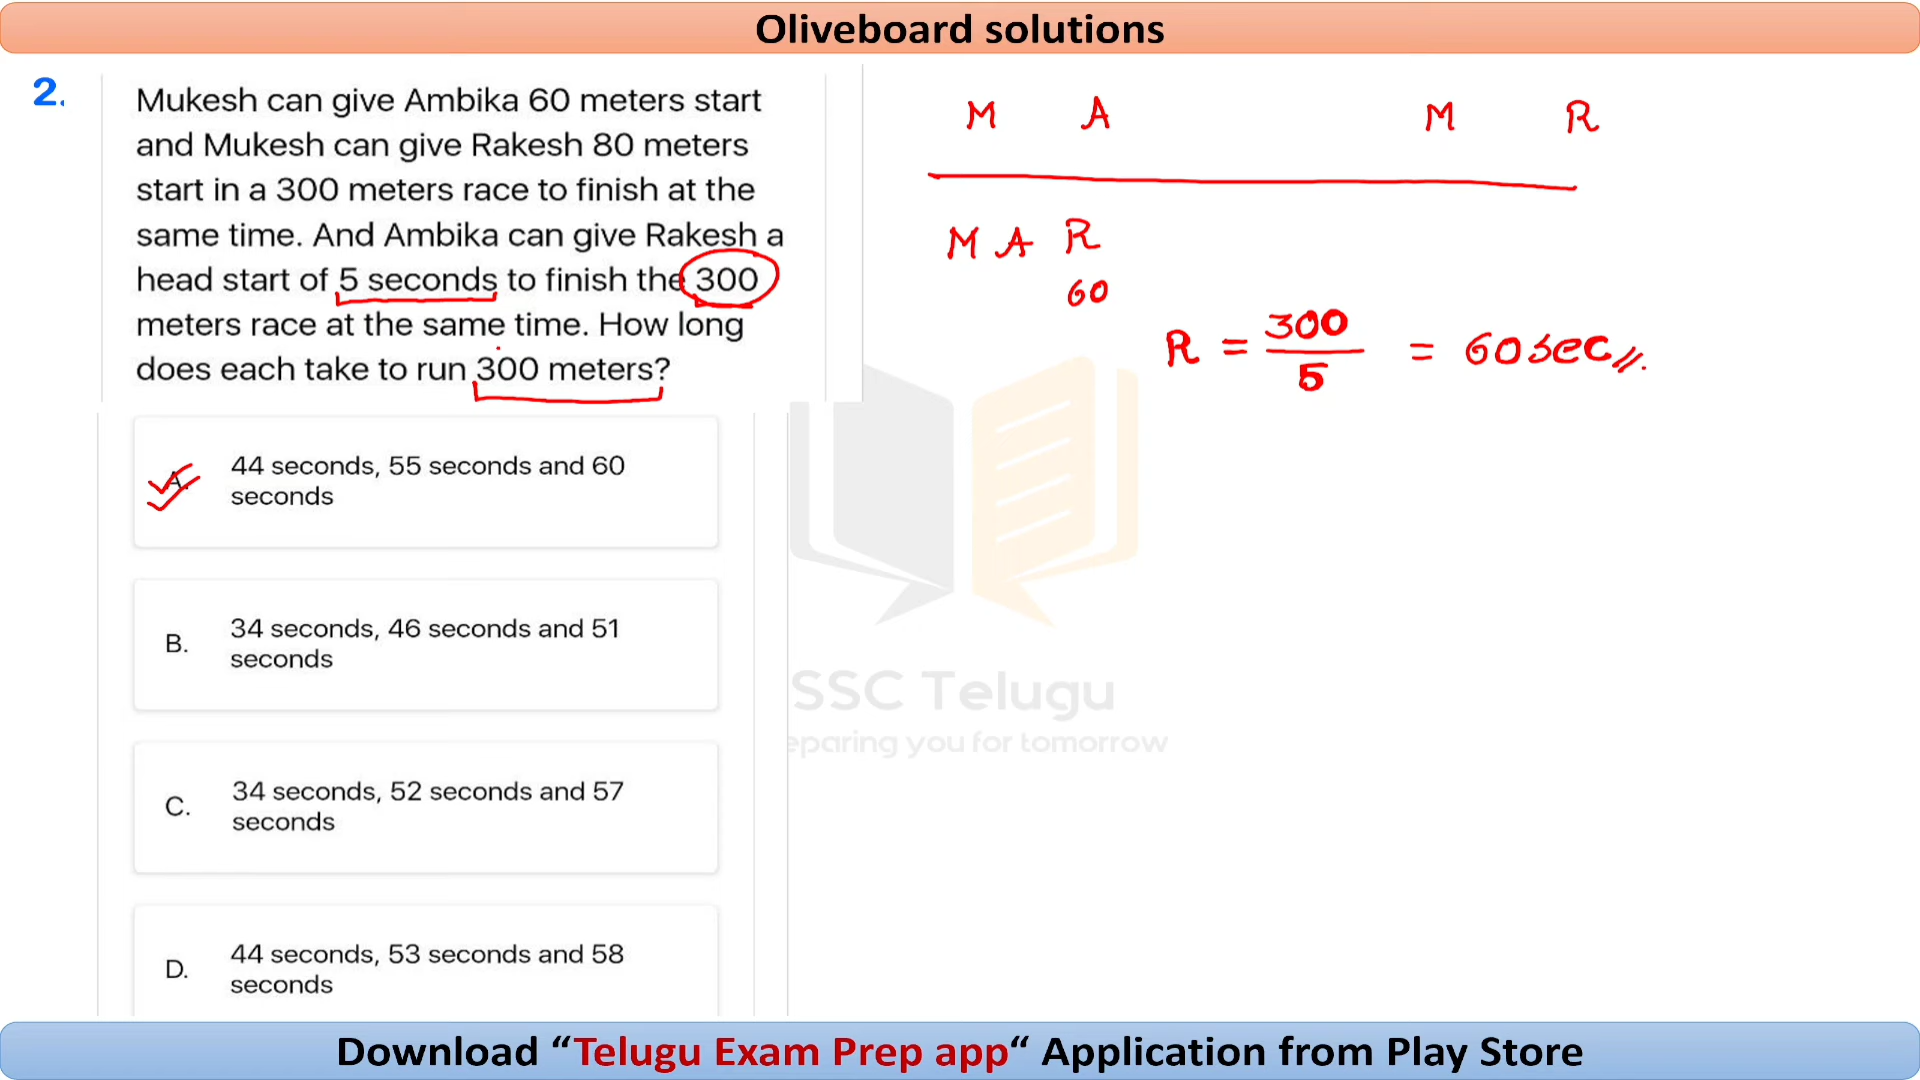 Oliveboard solutions
2.
Mukesh can give Ambika 60 meters start
and Mukesh can give Rakesh 80 meters
start in a 300 meters race to finish at the
same time. And Ambika can give Rakesh a
head start of 5 seconds to finish the 300
meters race at the same time. How long
does each take to run 300 meters?
A.
44 seconds, 55 seconds and 60
seconds
B.
34 seconds, 46 seconds and 51
seconds
C.
34 seconds, 52 seconds and 57
seconds
D.
44 seconds, 53 seconds and 58
seconds
M A M R
M A R
60
R = 300/5 = 60sec
SSC Telugu
eparing you for tomorrow
Download “Telugu Exam Prep app“ Application from Play Store